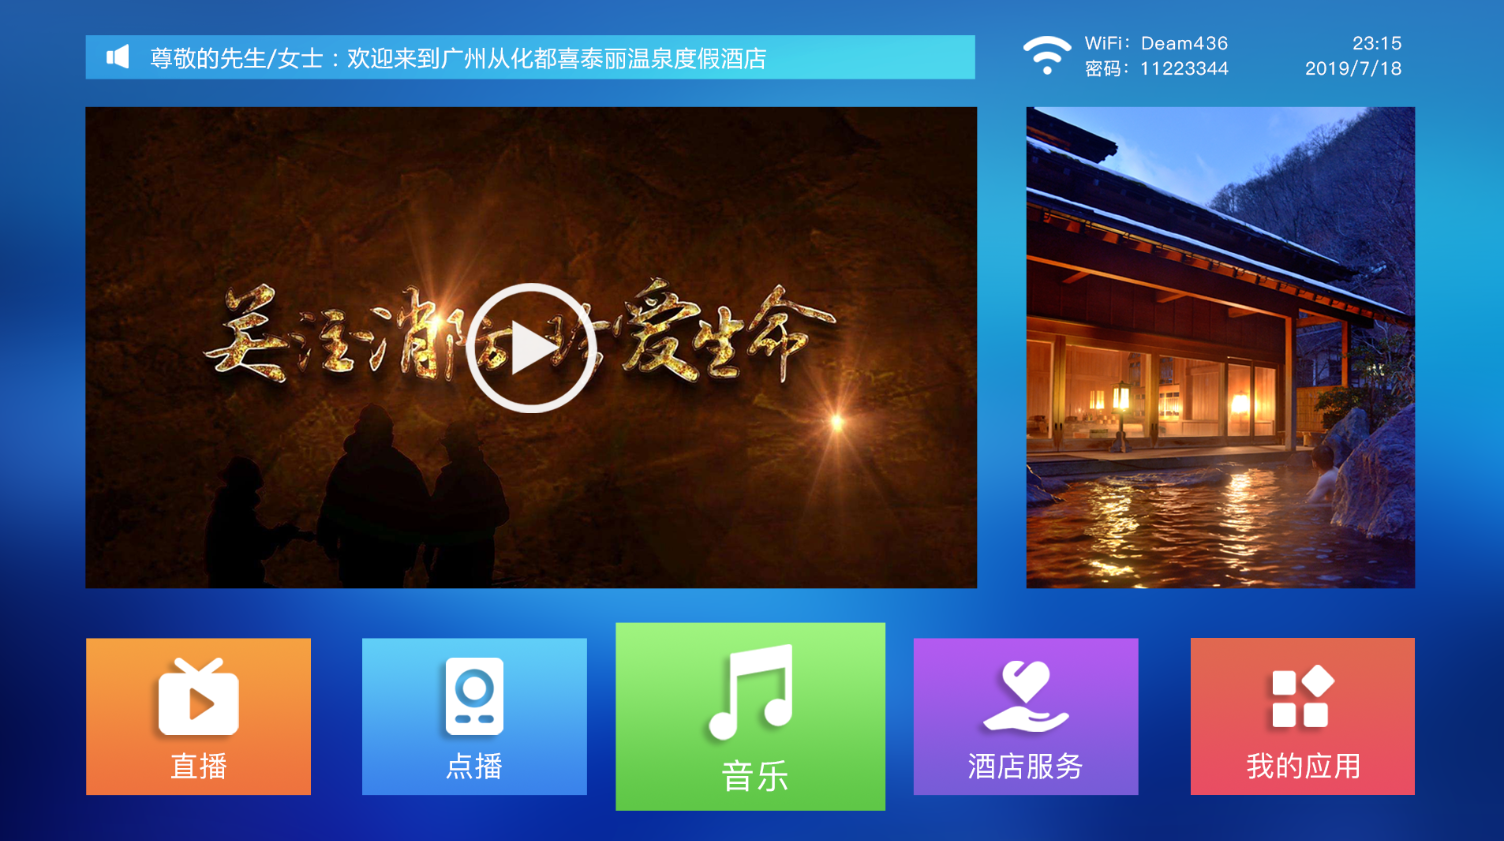 尊敬的先生/女士：欢迎来到广州从化都喜泰丽温泉度假酒店
WiFi：Deam436
23:15
密码：11223344
2019/7/18
关注消防 珍爱生命
直播
点播
音乐
酒店服务
我的应用